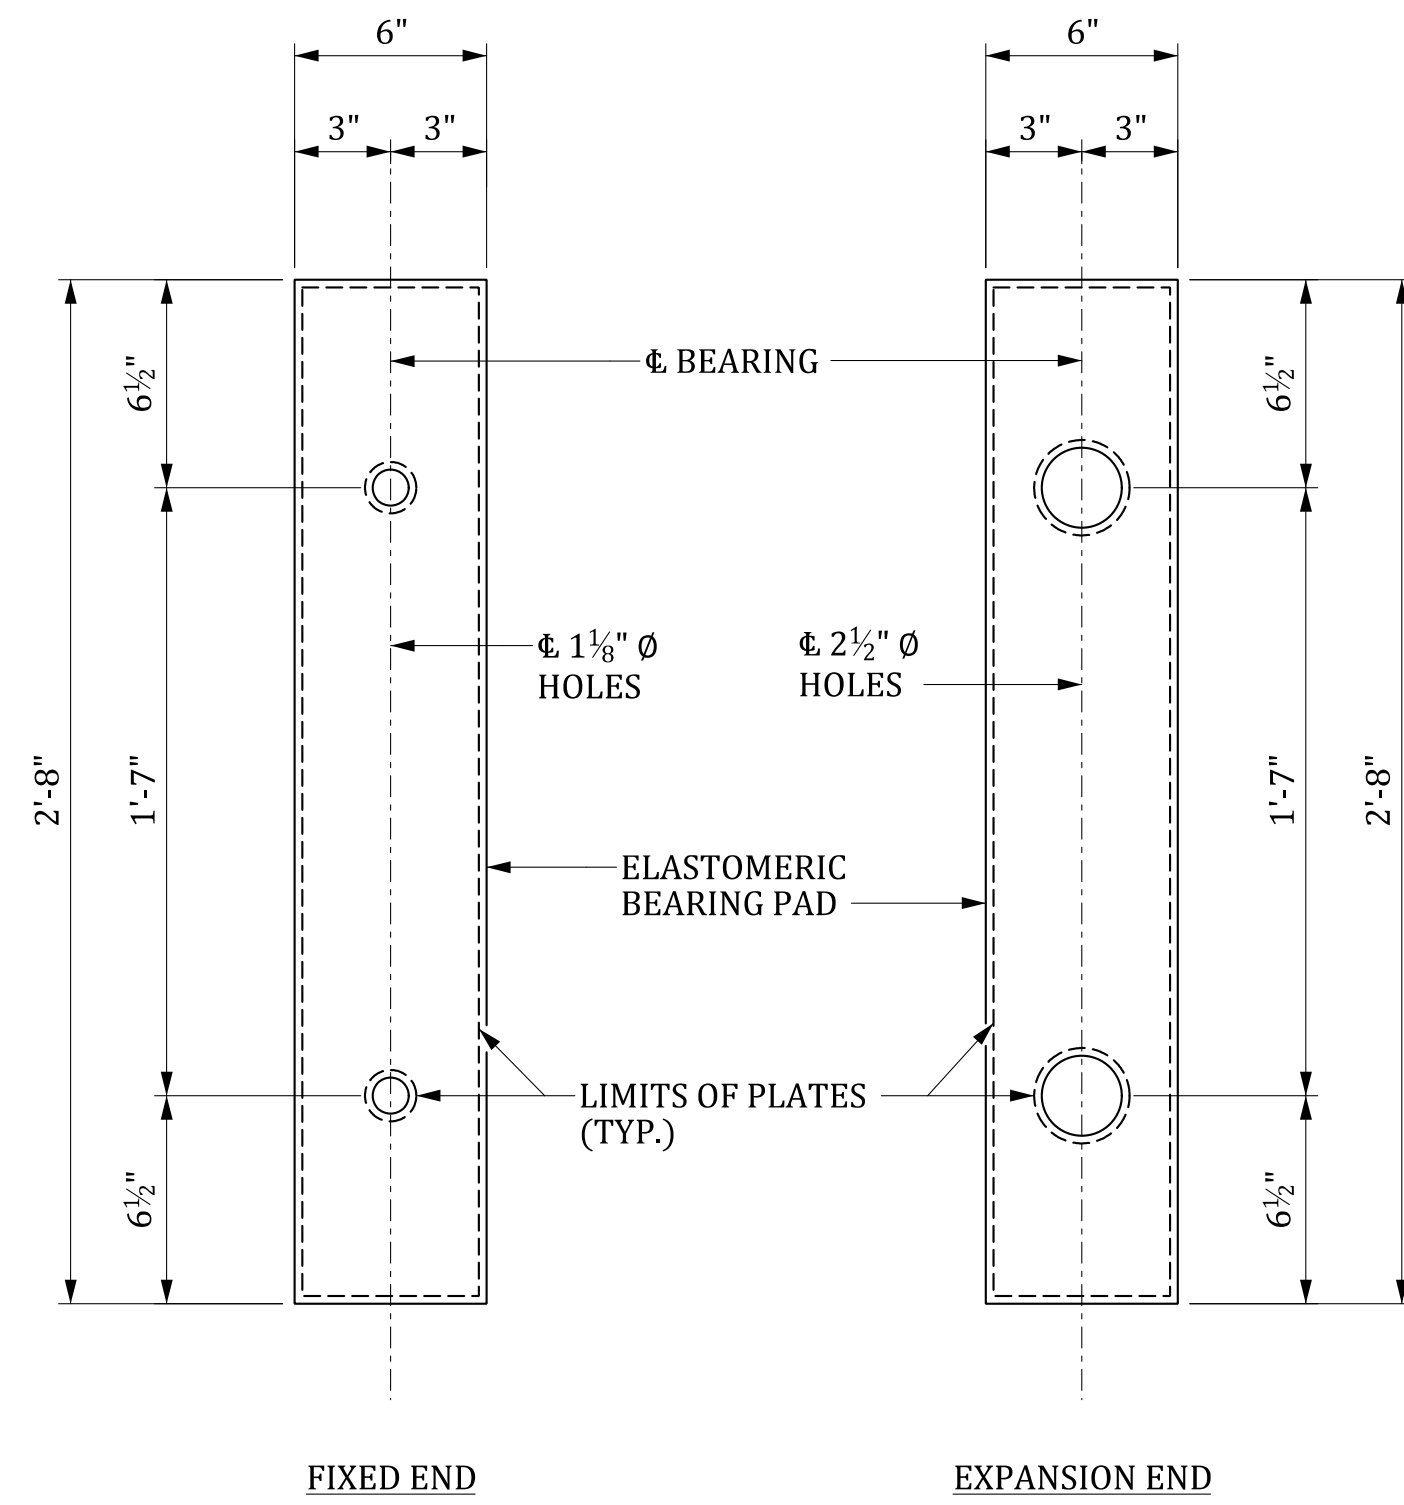 6" 6"
3" 3" 3" 3"
6½" ℄ BEARING 6½"
℄ 1⅛" Ø
HOLES
℄ 2½" Ø
HOLES
2'-8" 1'-7" 1'-7" 2'-8"
ELASTOMERIC
BEARING PAD
LIMITS OF PLATES
(TYP.)
6½" 6½"
FIXED END EXPANSION END